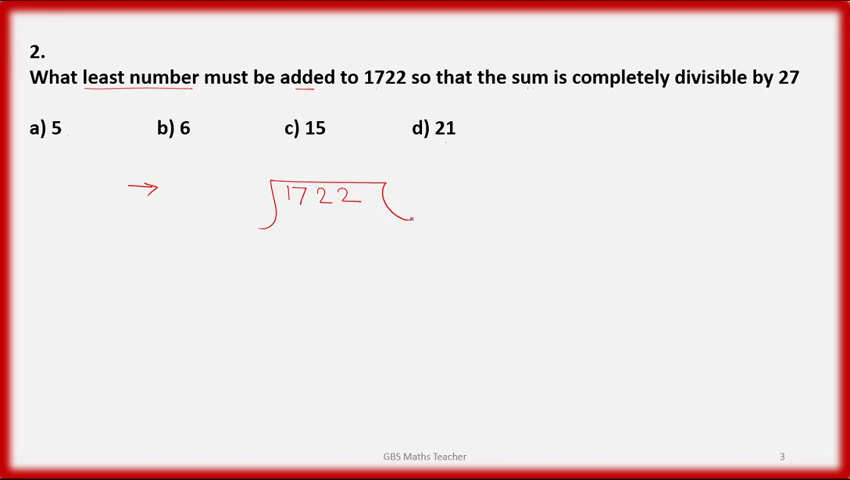 2.
What least number must be added to 1722 so that the sum is completely divisible by 27
a) 5 b) 6 c) 15 d) 21
1722
GBS Maths Teacher 3